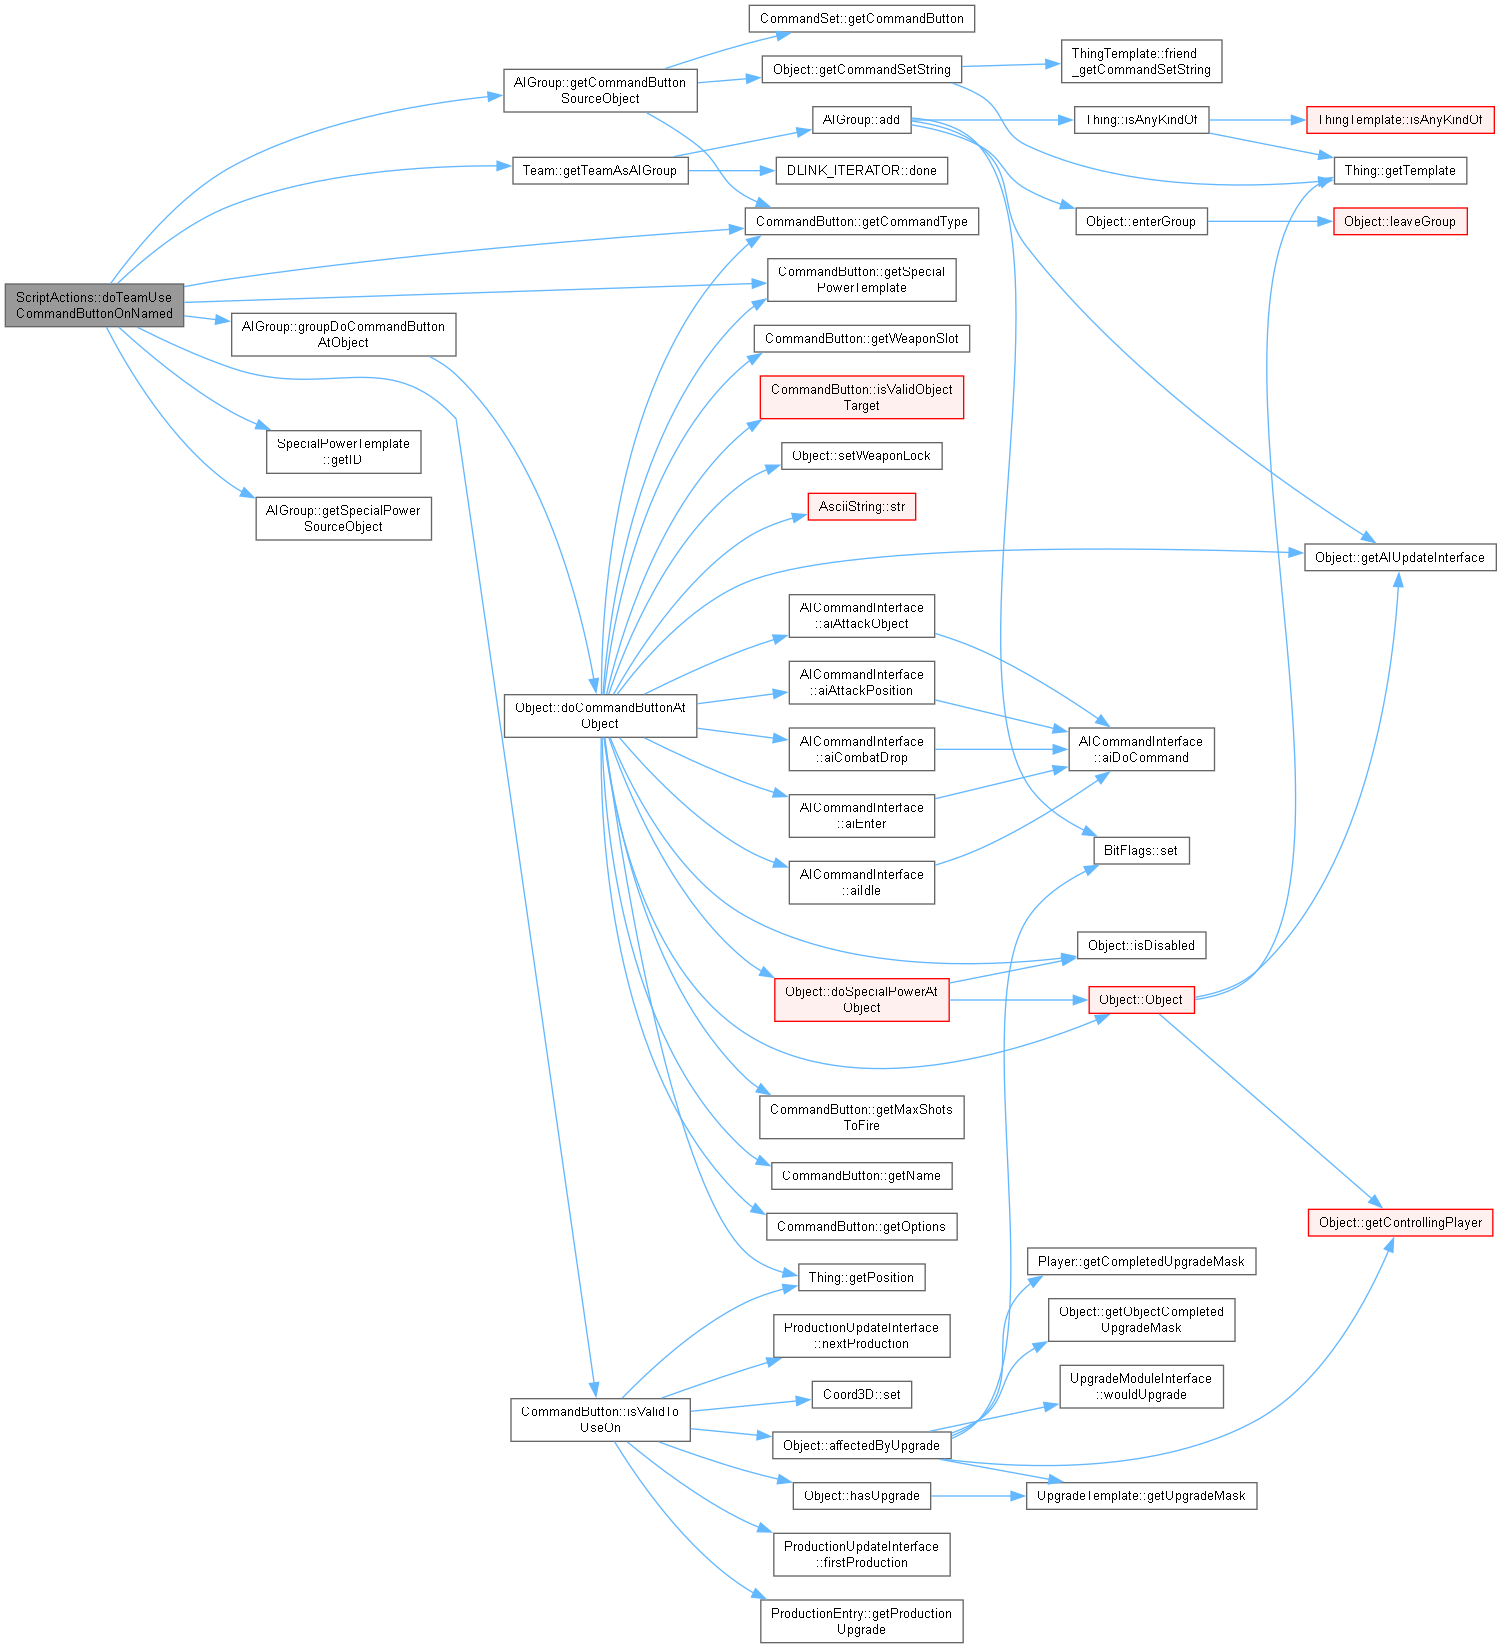 CommandSet::getCommandButton
ThingTemplate::friend
_getCommandSetString
Object::getCommandSetString
AIGroup::getCommandButton
SourceObject
AIGroup::add
Thing::isAnyKindOf
ThingTemplate::isAnyKindOf
Team::getTeamAsAIGroup
DLINK_ITERATOR::done
Thing::getTemplate
CommandButton::getCommandType
Object::enterGroup
Object::leaveGroup
CommandButton::getSpecial
PowerTemplate
ScriptActions::doTeamUse
CommandButtonOnNamed
AIGroup::groupDoCommandButton
AtObject
CommandButton::getWeaponSlot
CommandButton::isValidObject
Target
SpecialPowerTemplate
::getID
Object::setWeaponLock
AIGroup::getSpecialPower
SourceObject
AsciiString::str
Object::getAIUpdateInterface
AICommandInterface
::aiAttackObject
AICommandInterface
::aiAttackPosition
Object::doCommandButtonAt
Object
AICommandInterface
::aiCombatDrop
AICommandInterface
::aiDoCommand
AICommandInterface
::aiEnter
BitFlags::set
AICommandInterface
::aiIdle
Object::isDisabled
Object::doSpecialPowerAt
Object
Object::Object
CommandButton::getMaxShots
ToFire
CommandButton::getName
CommandButton::getOptions
Object::getControllingPlayer
Player::getCompletedUpgradeMask
Thing::getPosition
Object::getObjectCompleted
UpgradeMask
ProductionUpdateInterface
::nextProduction
UpgradeModuleInterface
::wouldUpgrade
Coord3D::set
CommandButton::isValidTo
UseOn
Object::affectedByUpgrade
Object::hasUpgrade
UpgradeTemplate::getUpgradeMask
ProductionUpdateInterface
::firstProduction
ProductionEntry::getProduction
Upgrade